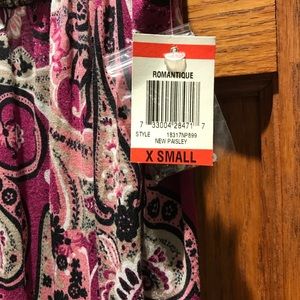 ROMANTIQUE
7 33004 28471 7
STYLE 18317NP899
NEW PAISLEY
X SMALL